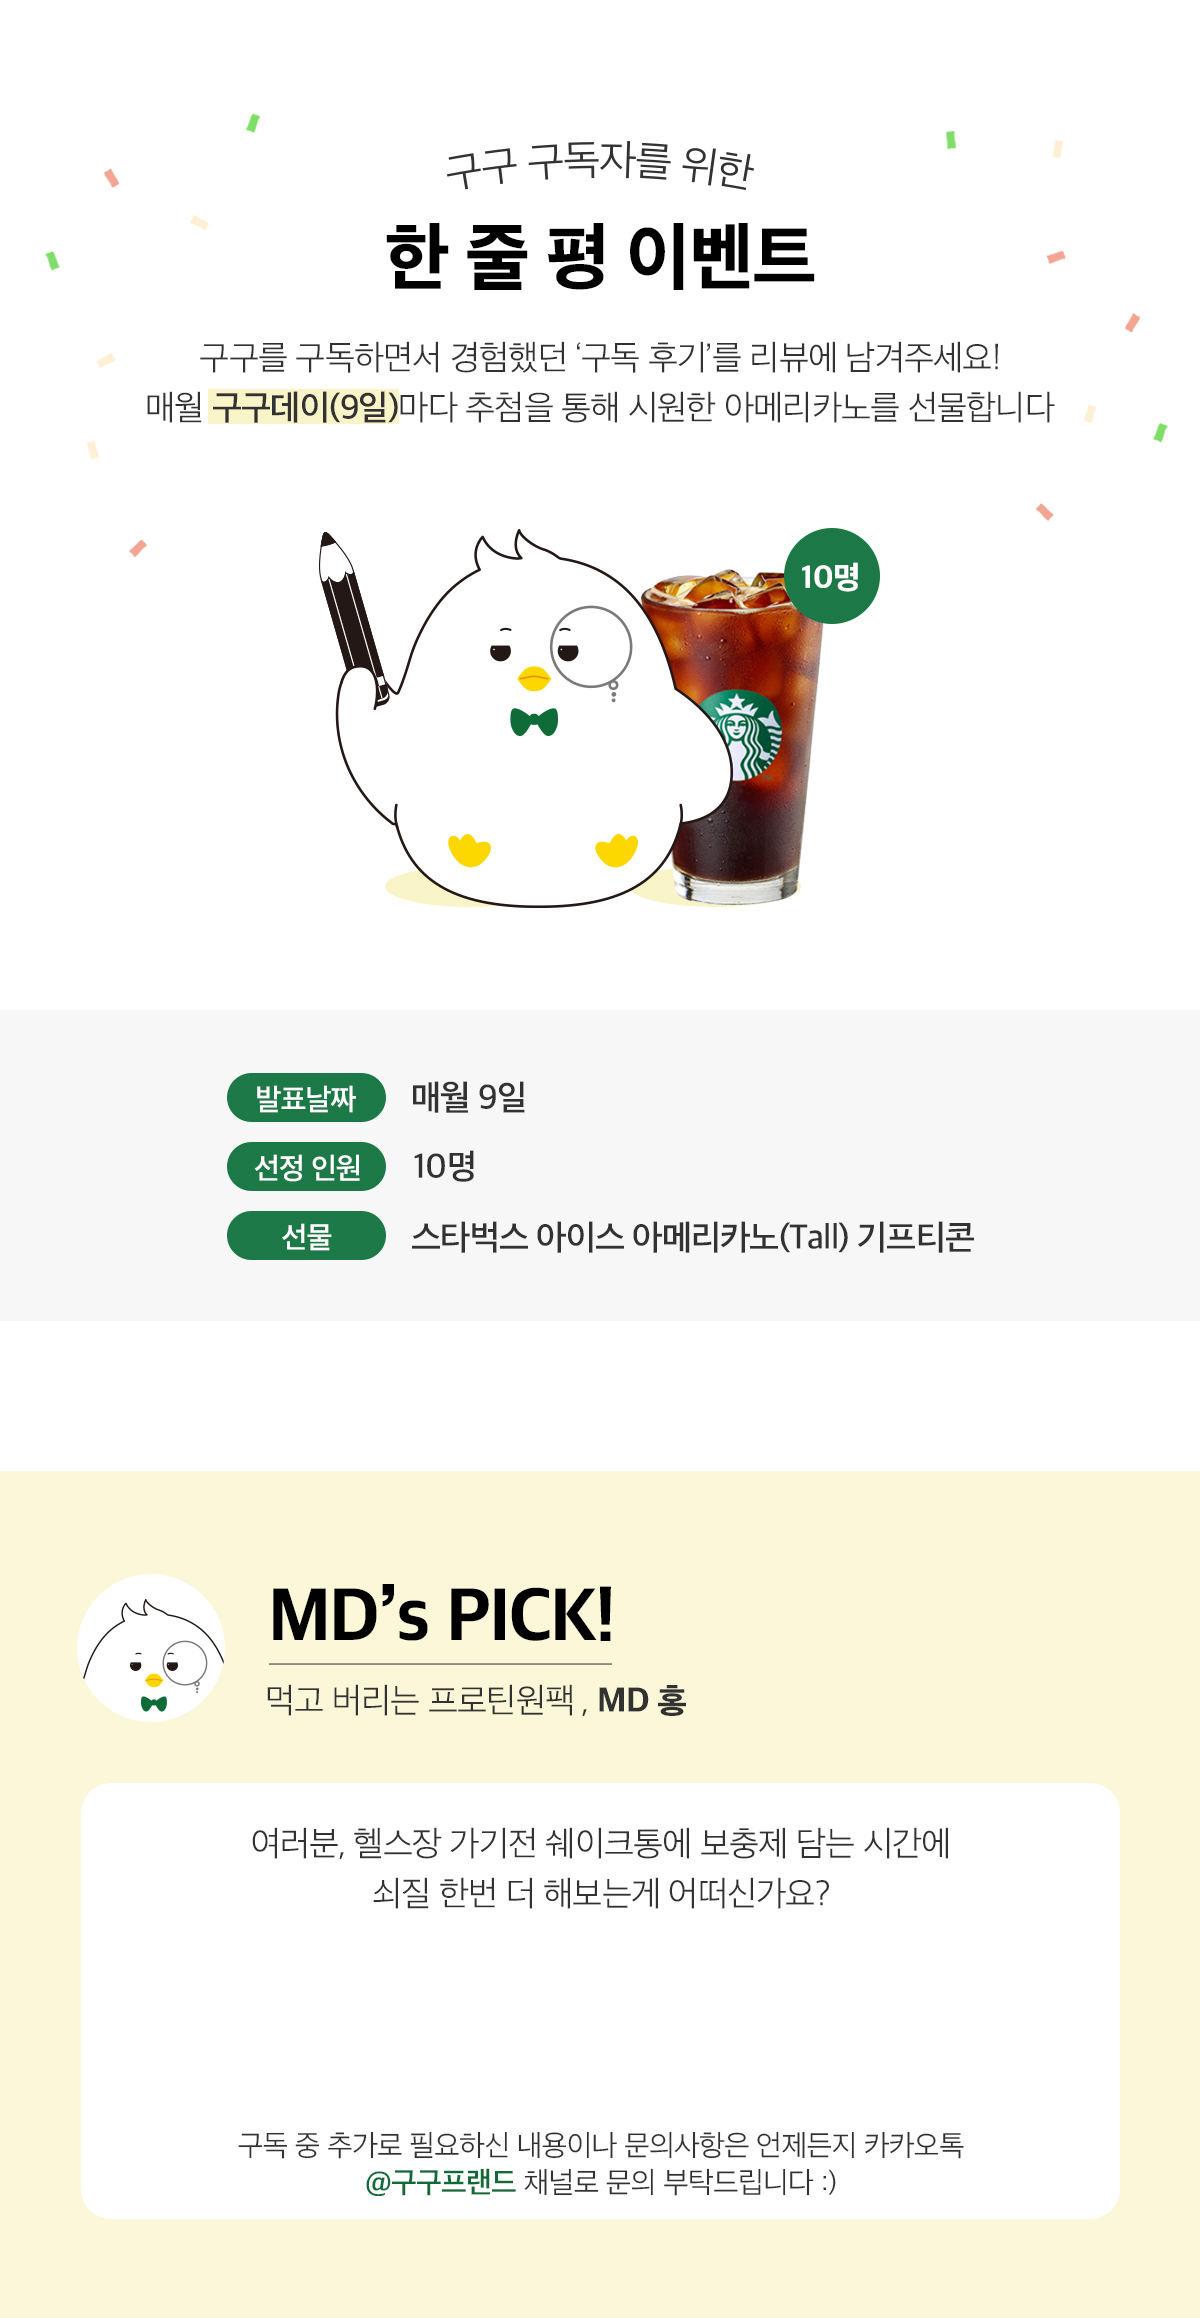 구구 구독자를 위한
한 줄 평 이벤트
구구를 구독하면서 경험했던 ‘구독 후기’를 리뷰에 남겨주세요!
매월 구구데이(9일)마다 추첨을 통해 시원한 아메리카노를 선물합니다
10명
발표날짜 매월 9일
선정 인원 10명
선물 스타벅스 아이스 아메리카노(Tall) 기프티콘
MD’s PICK!
먹고 버리는 프로틴원팩 , MD 홍
여러분, 헬스장 가기전 쉐이크통에 보충제 담는 시간에
쇠질 한번 더 해보는게 어떠신가요?
구독 중 추가로 필요하신 내용이나 문의사항은 언제든지 카카오톡
@구구프랜드 채널로 문의 부탁드립니다 :)